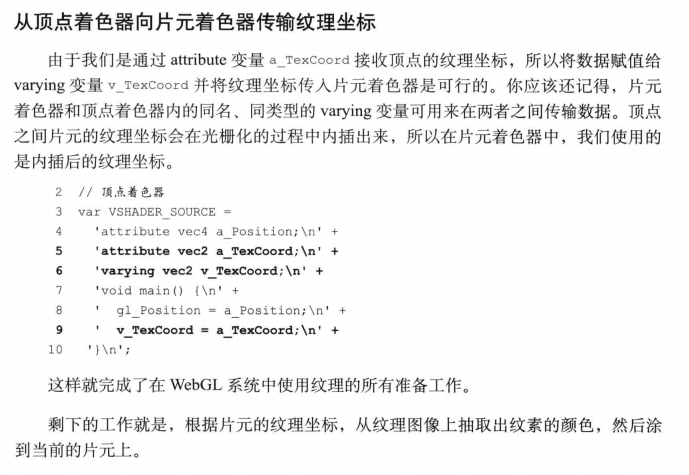 从顶点着色器向片元着色器传输纹理坐标
由于我们是通过 attribute 变量 a_TexCoord 接收顶点的纹理坐标，所以将数据赋值给
varying 变量 v_TexCoord 并将纹理坐标传入片元着色器是可行的。你应该还记得，片元
着色器和顶点着色器内的同名、同类型的 varying 变量可用来在两者之间传输数据。顶点
之间片元的纹理坐标会在光栅化的过程中内插出来，所以在片元着色器中，我们使用的
是内插后的纹理坐标。
2 // 顶点着色器
3 var VSHADER_SOURCE =
4 'attribute vec4 a_Position;\n' +
5 'attribute vec2 a_TexCoord;\n' +
6 'varying vec2 v_TexCoord;\n' +
7 'void main() {\n' +
8 ' gl_Position = a_Position;\n' +
9 ' v_TexCoord = a_TexCoord;\n' +
10 '}\n';
这样就完成了在 WebGL 系统中使用纹理的所有准备工作。
剩下的工作就是，根据片元的纹理坐标，从纹理图像上抽取出纹素的颜色，然后涂
到当前的片元上。